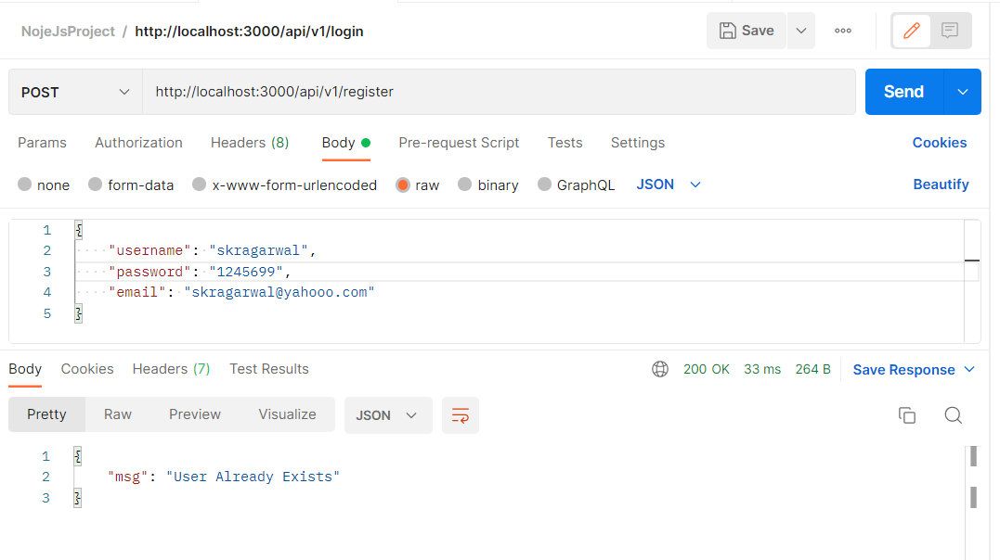 NojeJsProject / http://localhost:3000/api/v1/login Save
POST http://localhost:3000/api/v1/register Send
Params Authorization Headers (8) Body Pre-request Script Tests Settings Cookies
none form-data x-www-form-urlencoded raw binary GraphQL JSON Beautify
1 {
2 ····"username":·"skragarwal",
3 ····"password":·"1245699",
4 ····"email":·"skragarwal@yahooo.com"
5 }
Body Cookies Headers (7) Test Results 200 OK 33 ms 264 B Save Response
Pretty Raw Preview Visualize JSON
1 {
2 "msg": "User Already Exists"
3 }